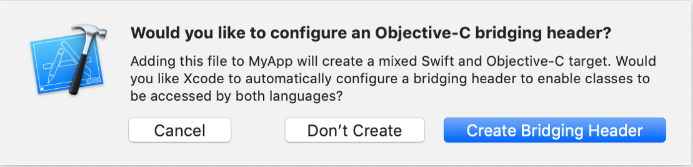 Would you like to configure an Objective-C bridging header?
Adding this file to MyApp will create a mixed Swift and Objective-C target. Would
you like Xcode to automatically configure a bridging header to enable classes to
be accessed by both languages?
Cancel
Don't Create
Create Bridging Header